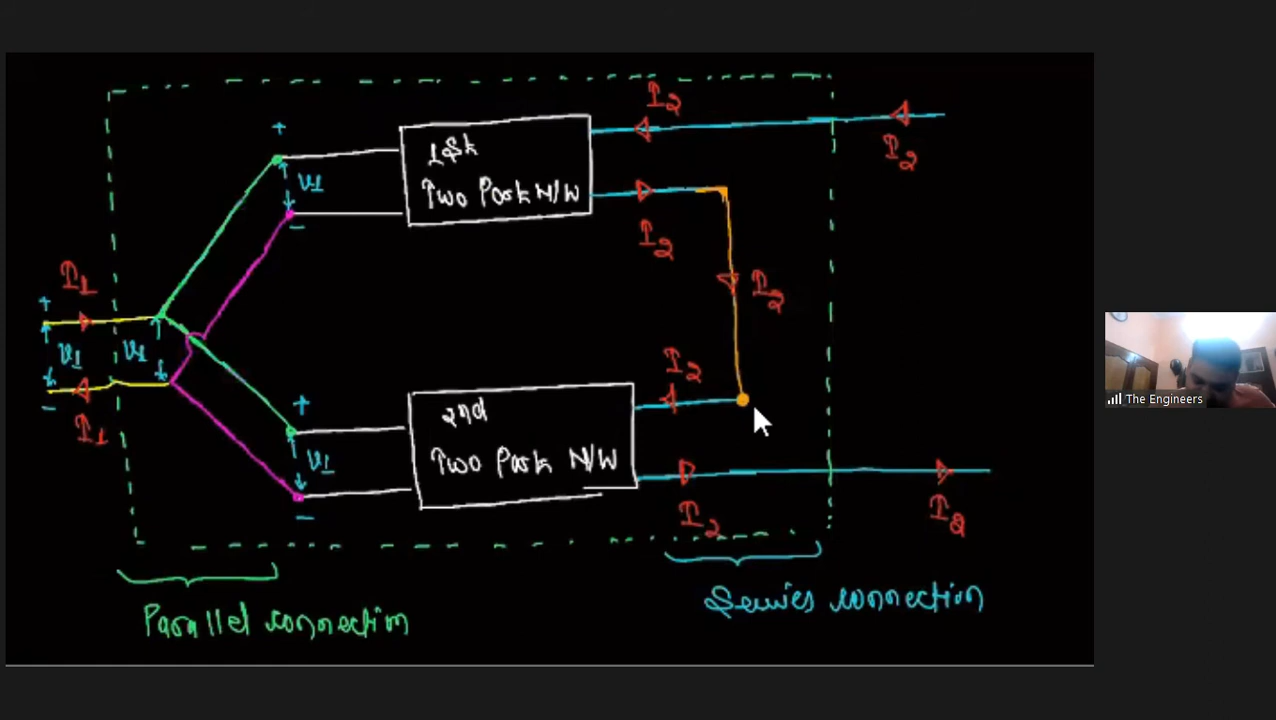 I2
I2
+
1st
V1
Two Port N/W
-
I2
I1
I2
+
V1
V1
-
I1
I2
+
2nd
V1
Two Port N/W
-
I2
I2
Parallel connection
Series connection
The Engineers